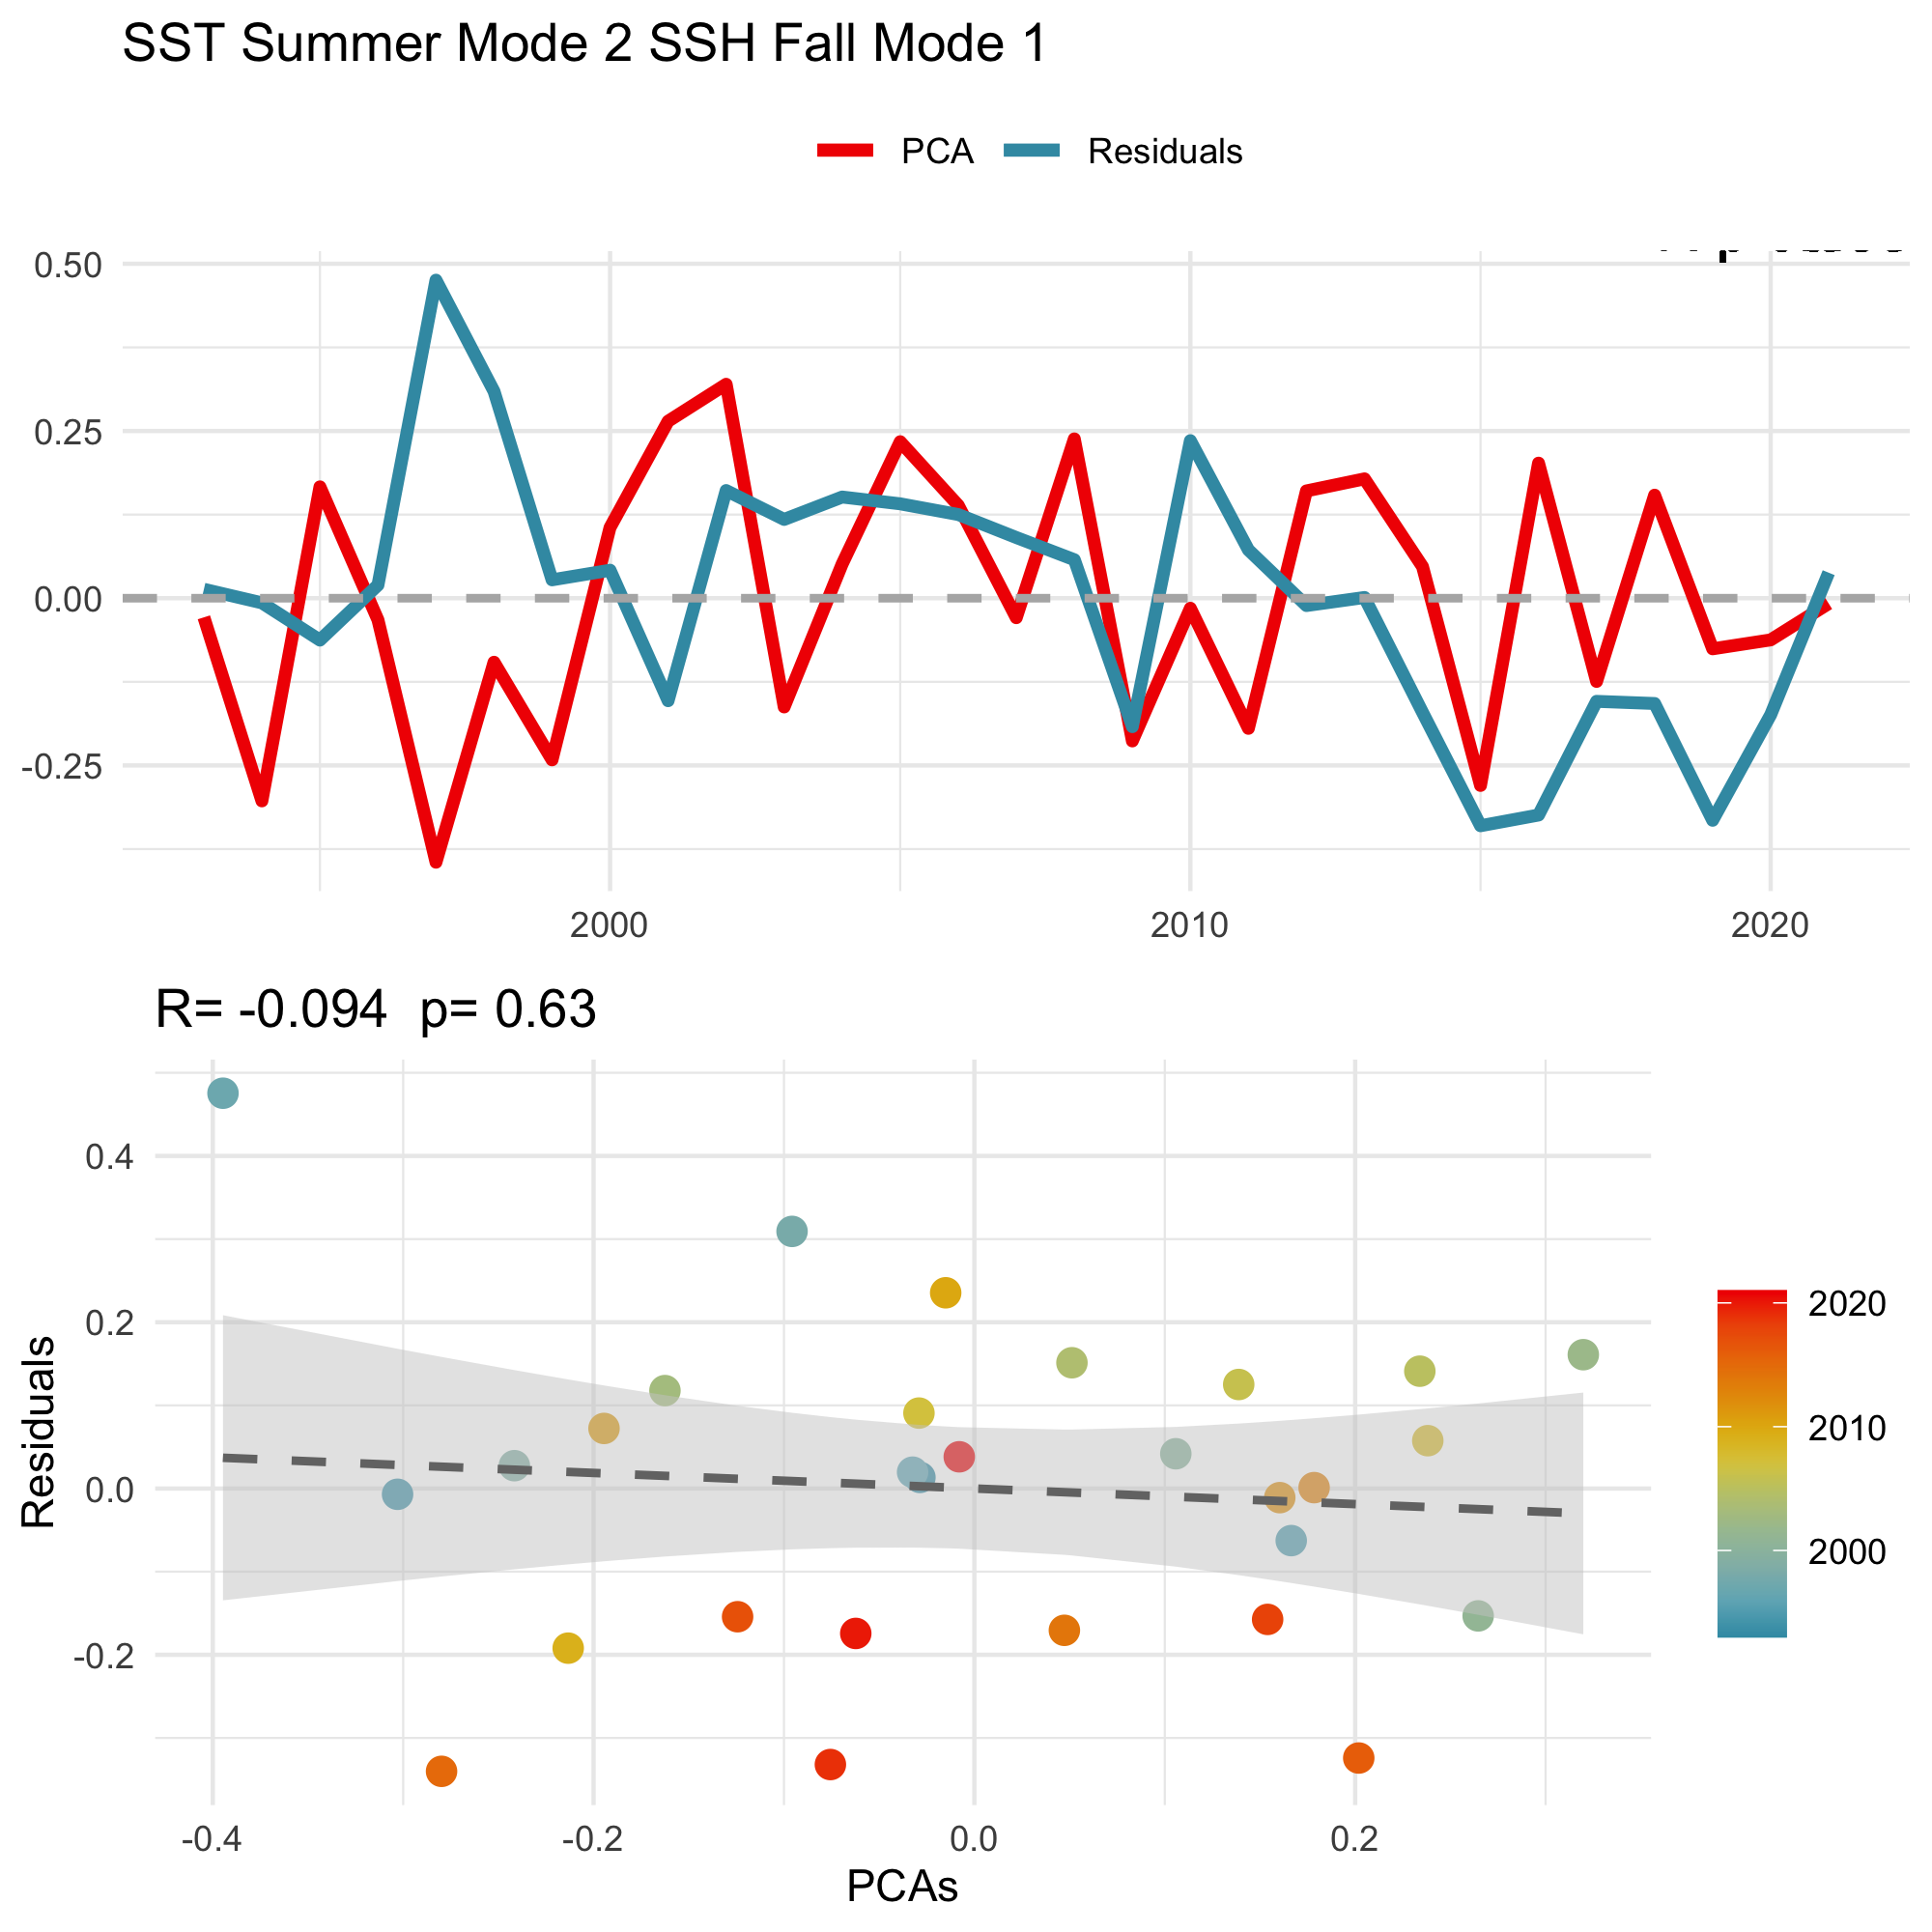 SST Summer Mode 2 SSH Fall Mode 1
PCA Residuals
0.50
0.25
0.00
-0.25
2000 2010 2020
R= -0.094 p= 0.63
Residuals
0.4
0.2
0.0
-0.2
-0.4 -0.2 0.0 0.2
PCAs
2020
2010
2000